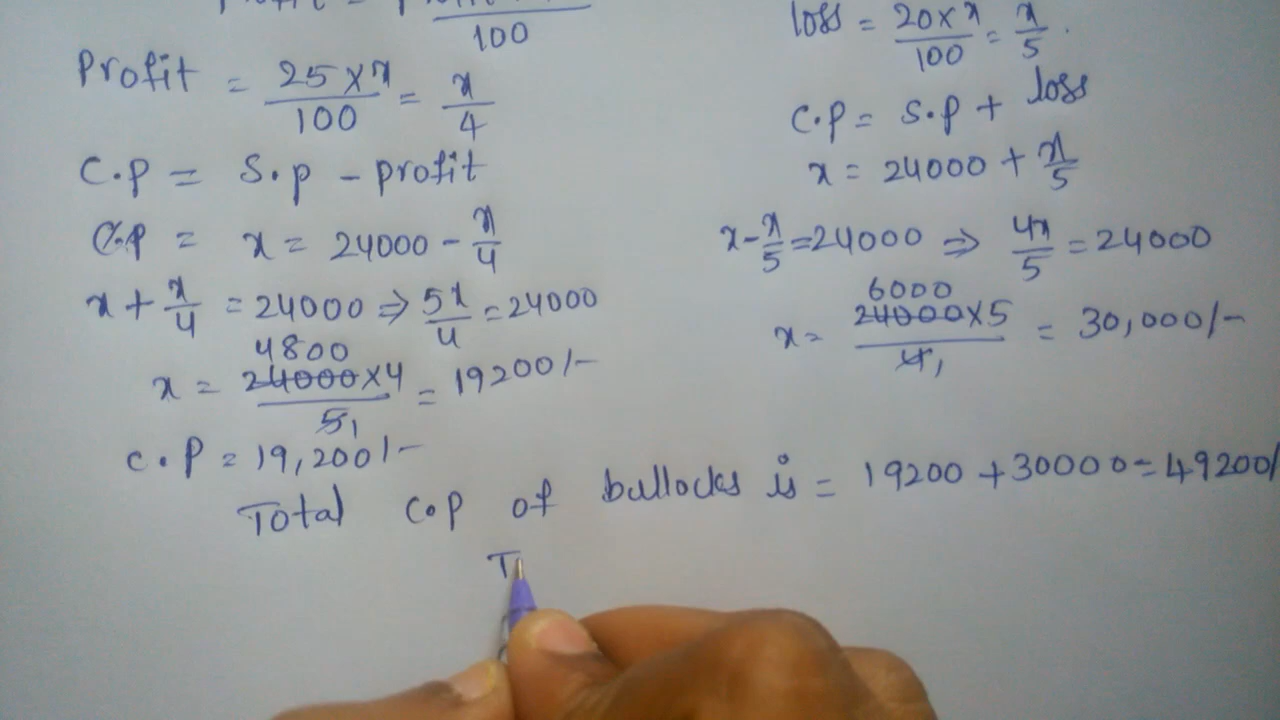 100
Profit = 25 × x / 100 = x / 4
C.P = S.p - profit
C.P = x = 24000 - x / 4
x + x / 4 = 24000 ⇒ 5x / 4 = 24000
4800
x = 24000 × 4 / 5 1 = 19200/-
C.P = 19,200/-
loss = 20 × x / 100 = x / 5 .
C.P = S.P + loss
x = 24000 + x / 5
x - x / 5 = 24000 ⇒ 4x / 5 = 24000
6000
x = 24000 × 5 / 4 1 = 30,000/-
Total C.P of bullocks is = 19200 + 30000 = 49200/
T